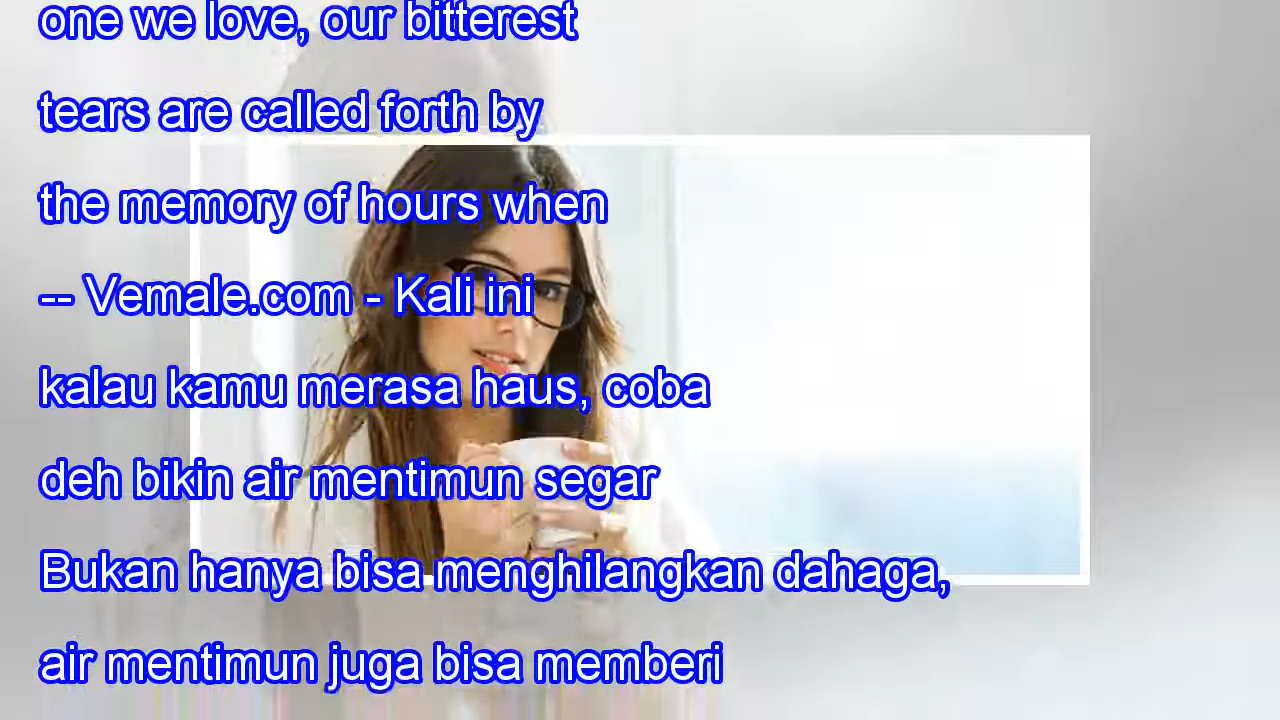 one we love, our bitterest
tears are called forth by
the memory of hours when
-- Vemale.com - Kali ini
kalau kamu merasa haus, coba
deh bikin air mentimun segar
Bukan hanya bisa menghilangkan dahaga,
air mentimun juga bisa memberi